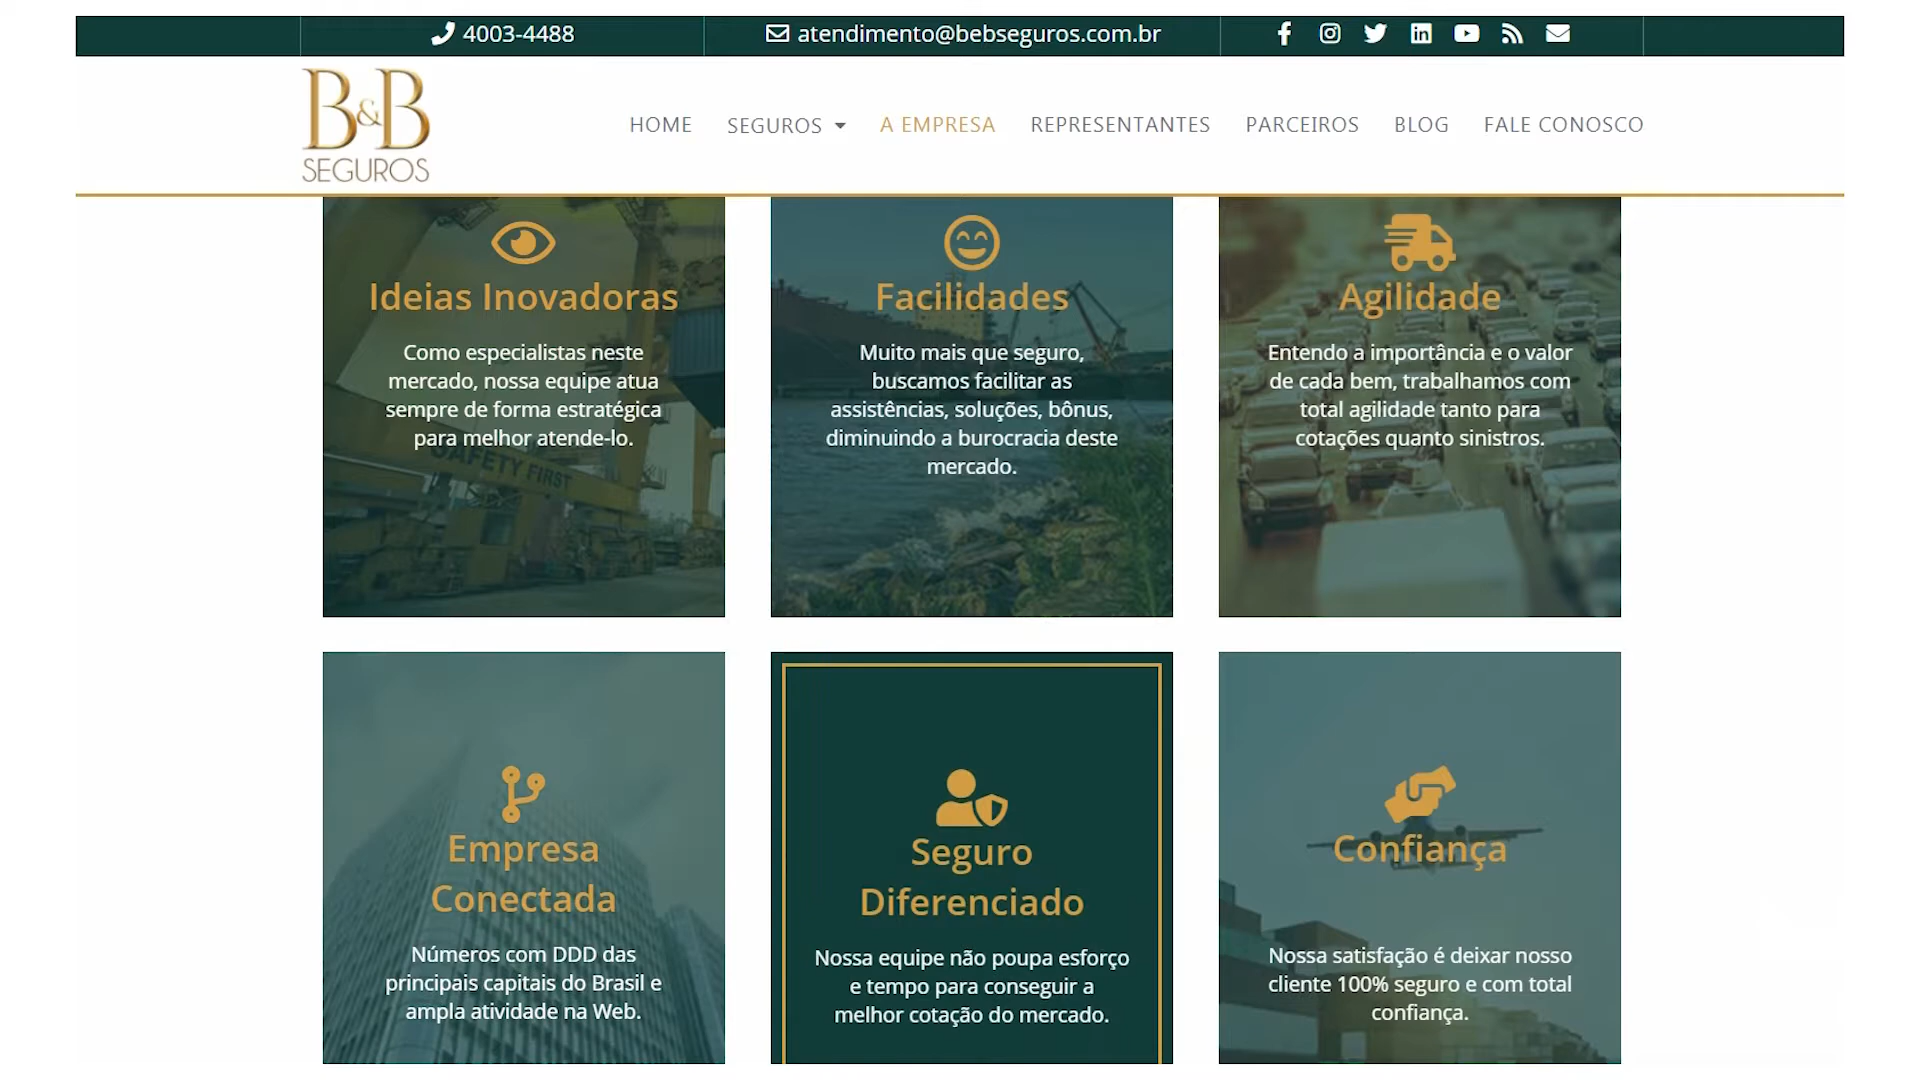 4003-4488
atendimento@bebseguros.com.br
B&B
SEGUROS
HOME
SEGUROS
A EMPRESA
REPRESENTANTES
PARCEIROS
BLOG
FALE CONOSCO
Ideias Inovadoras
Como especialistas neste
mercado, nossa equipe atua
sempre de forma estratégica
para melhor atende-lo.
SAFETY FIRST
Facilidades
Muito mais que seguro,
buscamos facilitar as
assistências, soluções, bônus,
diminuindo a burocracia deste
mercado.
Agilidade
Entendo a importância e o valor
de cada bem, trabalhamos com
total agilidade tanto para
cotações quanto sinistros.
Empresa
Conectada
Números com DDD das
principais capitais do Brasil e
ampla atividade na Web.
Seguro
Diferenciado
Nossa equipe não poupa esforço
e tempo para conseguir a
melhor cotação do mercado.
Confiança
Nossa satisfação é deixar nosso
cliente 100% seguro e com total
confiança.